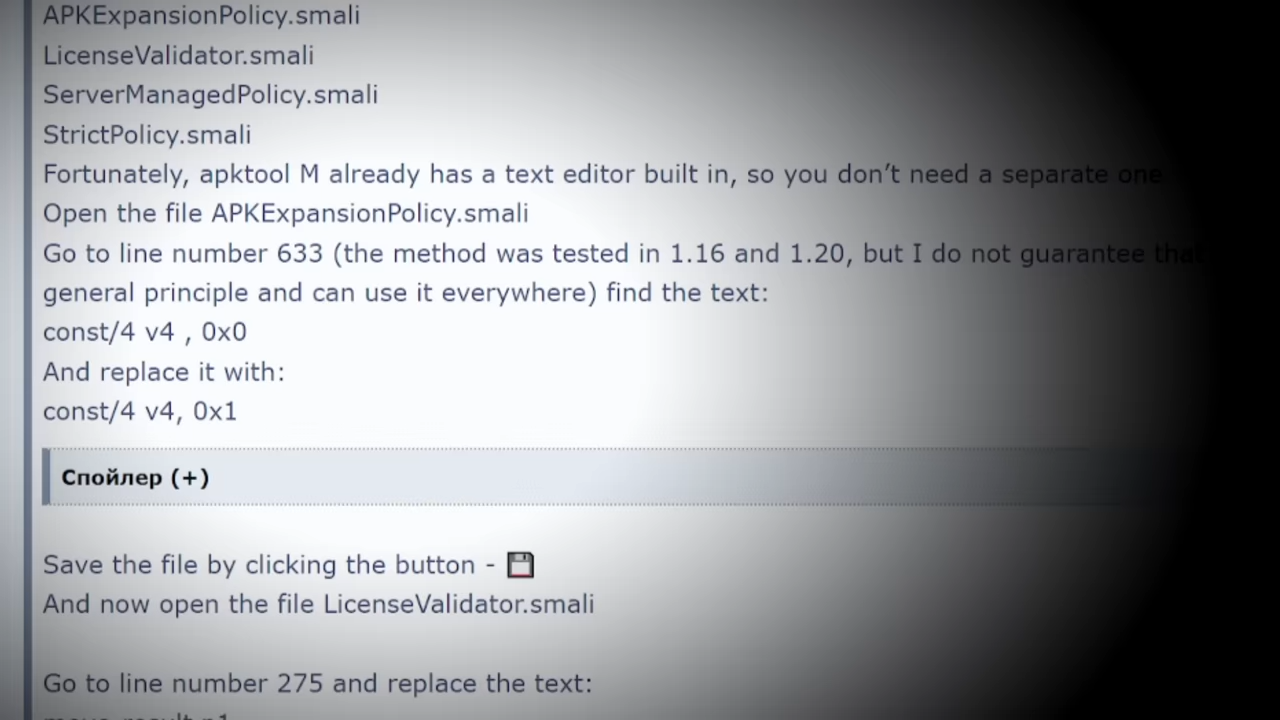 APKExpansionPolicy.smali
LicenseValidator.smali
ServerManagedPolicy.smali
StrictPolicy.smali
Fortunately, apktool M already has a text editor built in, so you don’t need a separate one
Open the file APKExpansionPolicy.smali
Go to line number 633 (the method was tested in 1.16 and 1.20, but I do not guarantee that
general principle and can use it everywhere) find the text:
const/4 v4 , 0x0
And replace it with:
const/4 v4, 0x1
Спойлер (+)
Save the file by clicking the button -
And now open the file LicenseValidator.smali
Go to line number 275 and replace the text: